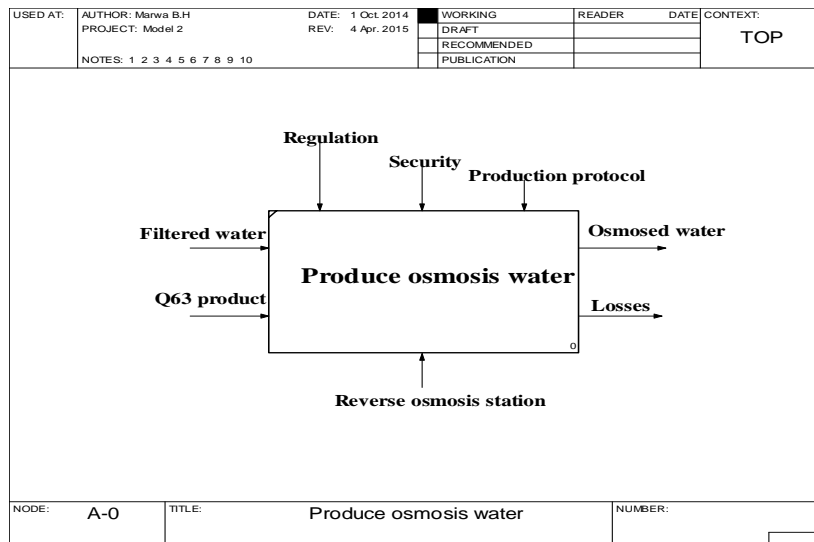 USED AT:
AUTHOR: Marwa B.H
DATE: 1 Oct. 2014
WORKING
READER
DATE
CONTEXT:
PROJECT: Model 2
REV: 4 Apr. 2015
DRAFT
TOP
RECOMMENDED
NOTES: 1 2 3 4 5 6 7 8 9 10
PUBLICATION
Regulation
Security
Production protocol
Filtered water
Osmosed water
Produce osmosis water
Q63 product
Losses
0
Reverse osmosis station
NODE:
A-0
TITLE:
Produce osmosis water
NUMBER: